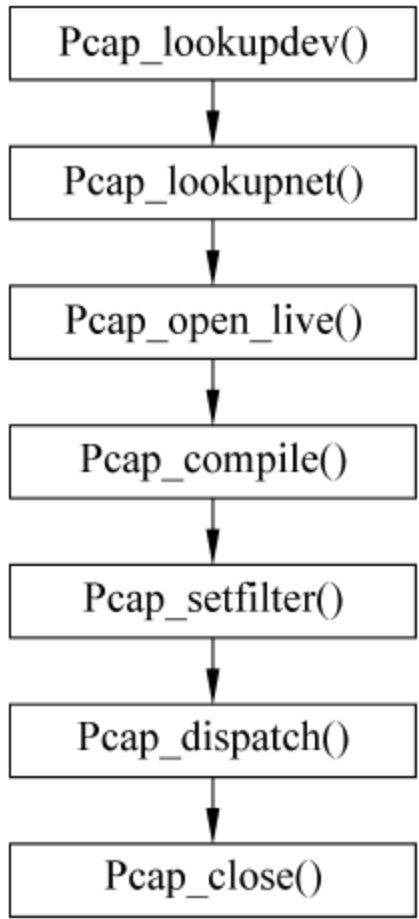 Pcap_lookupdev()
Pcap_lookupnet()
Pcap_open_live()
Pcap_compile()
Pcap_setfilter()
Pcap_dispatch()
Pcap_close()